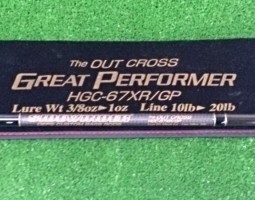 The OUT CROSS
GREAT PERFORMER
HGC-67XR/GP
Lure Wt 3/8oz▶1oz Line 10lb▶20lb